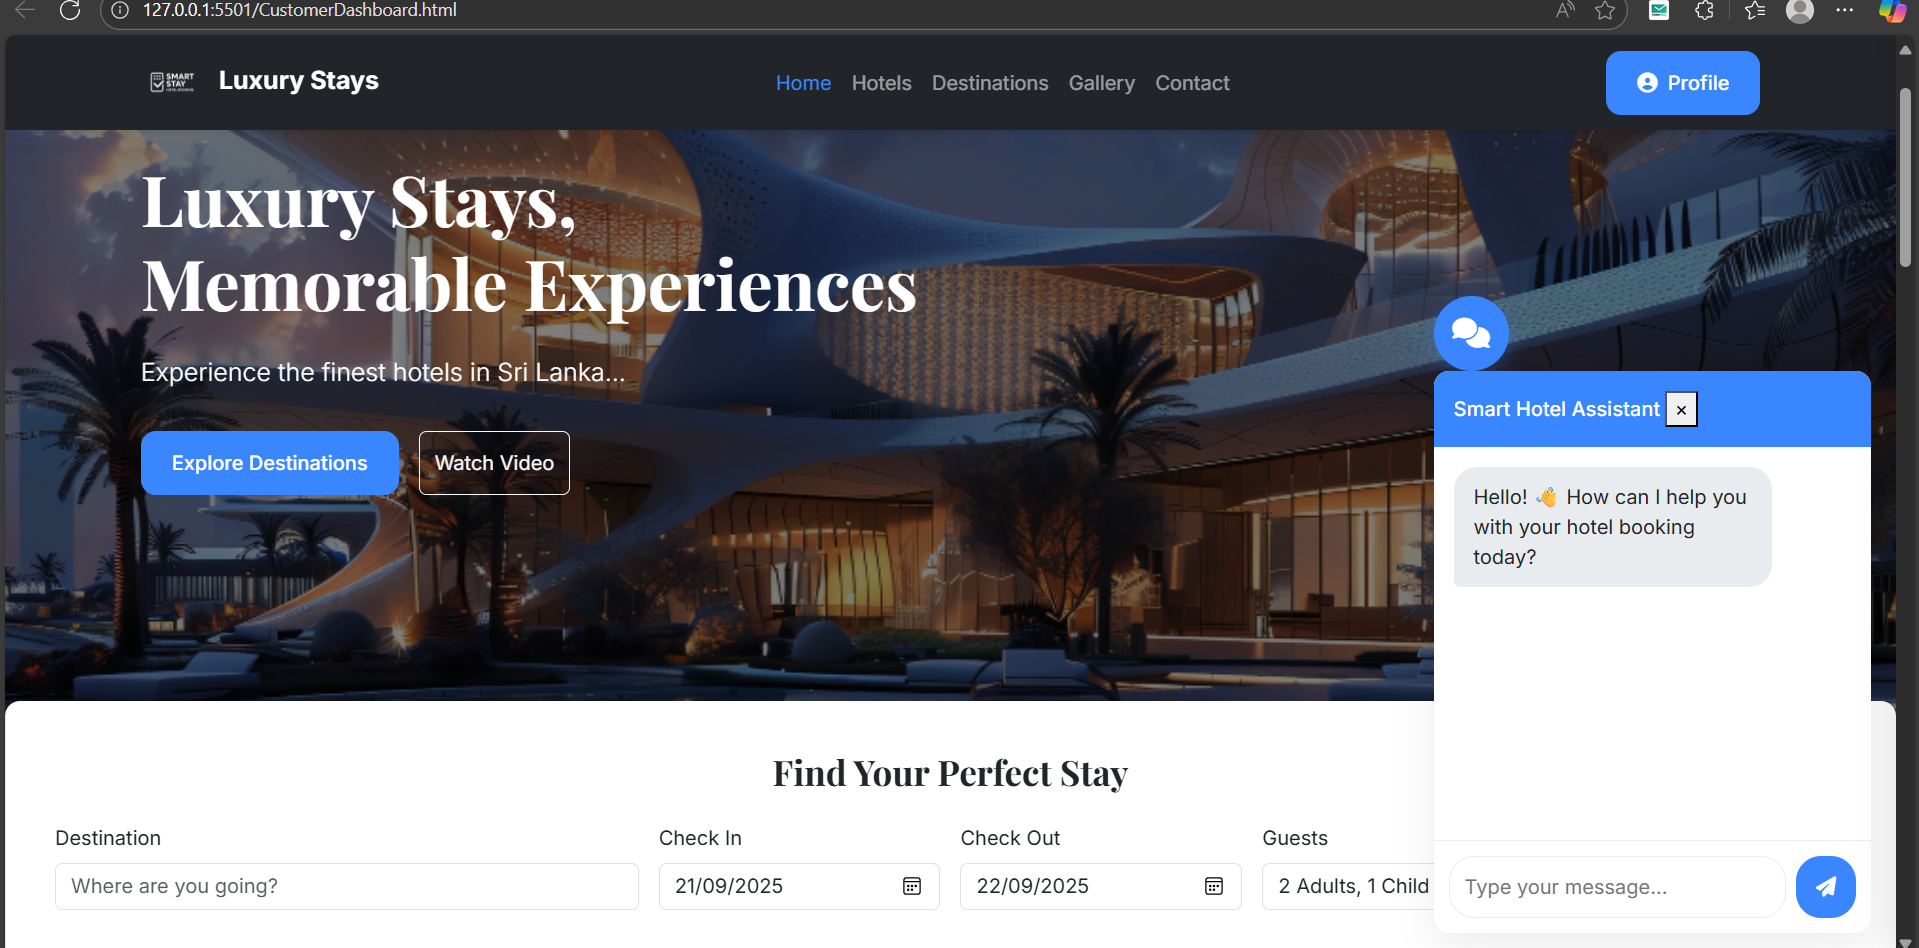 127.0.0.1:5501/CustomerDashboard.html
SMART
STAY
Luxury Stays
Home
Hotels
Destinations
Gallery
Contact
Profile
Luxury Stays,
Memorable Experiences
Experience the finest hotels in Sri Lanka...
Explore Destinations
Watch Video
Smart Hotel Assistant ×
Hello! 👋 How can I help you
with your hotel booking
today?
Find Your Perfect Stay
Destination
Check In
Check Out
Guests
Where are you going?
21/09/2025
22/09/2025
2 Adults, 1 Child
Type your message...